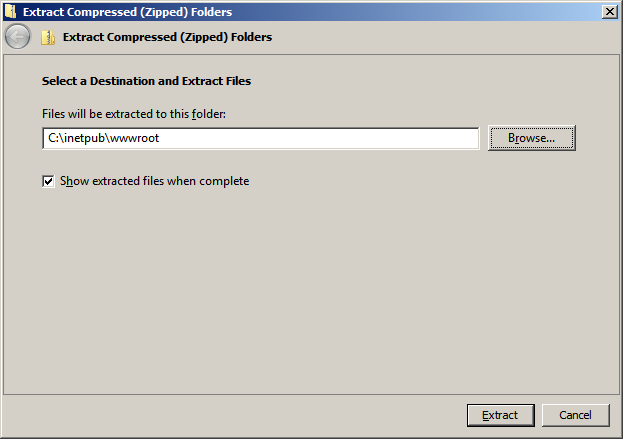 Extract Compressed (Zipped) Folders
Extract Compressed (Zipped) Folders
Select a Destination and Extract Files
Files will be extracted to this folder:
C:\inetpub\wwwroot
Browse...
Show extracted files when complete
Extract
Cancel